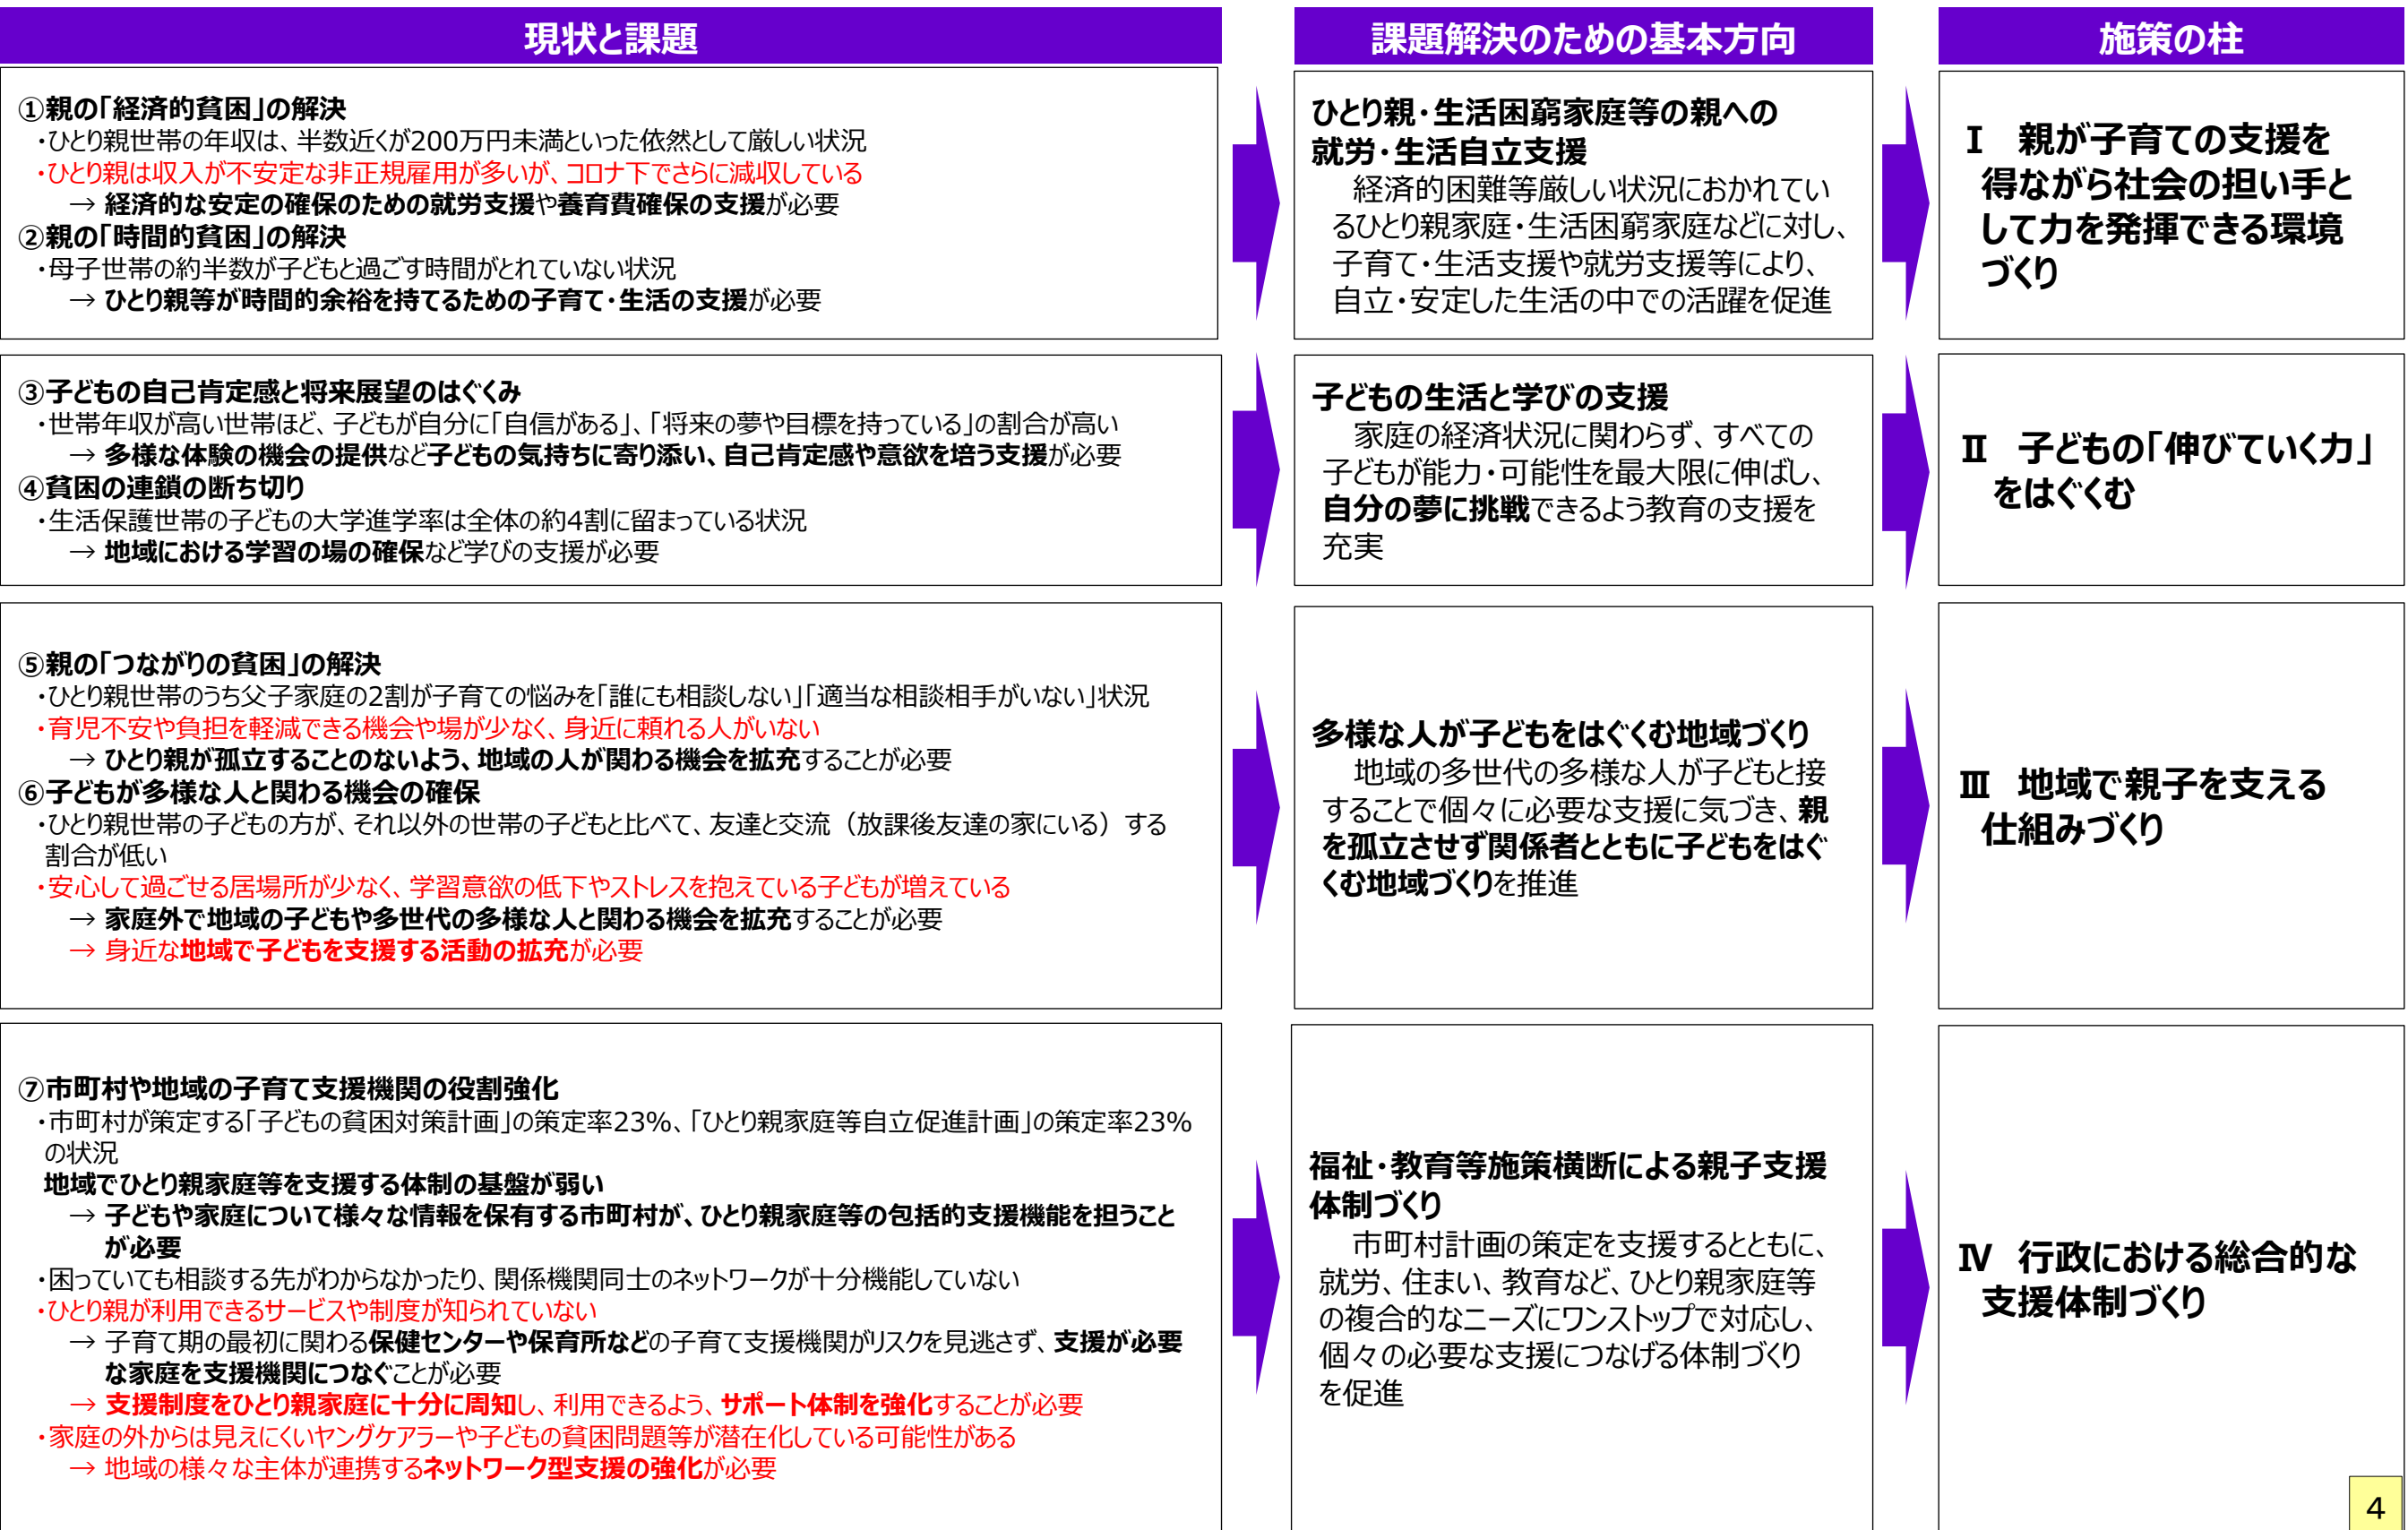 現状と課題
①親の「経済的貧困」の解決
・ひとり親世帯の年収は、半数近くが200万円未満といった依然として厳しい状況
・ひとり親は収入が不安定な非正規雇用が多いが、コロナ下でさらに減収している
→ 経済的な安定の確保のための就労支援や養育費確保の支援が必要
②親の「時間的貧困」の解決
・母子世帯の約半数が子どもと過ごす時間がとれていない状況
→ ひとり親等が時間的余裕を持てるための子育て・生活の支援が必要
課題解決のための基本方向
ひとり親・生活困窮家庭等の親への
就労・生活自立支援
経済的困難等厳しい状況におかれてい
るひとり親家庭・生活困窮家庭などに対し、
子育て・生活支援や就労支援等により、
自立・安定した生活の中での活躍を促進
施策の柱
Ⅰ 親が子育ての支援を
得ながら社会の担い手と
して力を発揮できる環境
づくり
③子どもの自己肯定感と将来展望のはぐくみ
・世帯年収が高い世帯ほど、子どもが自分に「自信がある」、「将来の夢や目標を持っている」の割合が高い
→ 多様な体験の機会の提供など子どもの気持ちに寄り添い、自己肯定感や意欲を培う支援が必要
④貧困の連鎖の断ち切り
・生活保護世帯の子どもの大学進学率は全体の約4割に留まっている状況
→ 地域における学習の場の確保など学びの支援が必要
子どもの生活と学びの支援
家庭の経済状況に関わらず、すべての
子どもが能力・可能性を最大限に伸ばし、
自分の夢に挑戦できるよう教育の支援を
充実
Ⅱ 子どもの「伸びていく力」
をはぐくむ
⑤親の「つながりの貧困」の解決
・ひとり親世帯のうち父子家庭の2割が子育ての悩みを「誰にも相談しない」「適当な相談相手がいない」状況
・育児不安や負担を軽減できる機会や場が少なく、身近に頼れる人がいない
→ ひとり親が孤立することのないよう、地域の人が関わる機会を拡充することが必要
⑥子どもが多様な人と関わる機会の確保
・ひとり親世帯の子どもの方が、それ以外の世帯の子どもと比べて、友達と交流（放課後友達の家にいる）する
割合が低い
・安心して過ごせる居場所が少なく、学習意欲の低下やストレスを抱えている子どもが増えている
→ 家庭外で地域の子どもや多世代の多様な人と関わる機会を拡充することが必要
→ 身近な地域で子どもを支援する活動の拡充が必要
多様な人が子どもをはぐくむ地域づくり
地域の多世代の多様な人が子どもと接
することで個々に必要な支援に気づき、親
を孤立させず関係者とともに子どもをはぐ
くむ地域づくりを推進
Ⅲ 地域で親子を支える
仕組みづくり
⑦市町村や地域の子育て支援機関の役割強化
・市町村が策定する「子どもの貧困対策計画」の策定率23%、「ひとり親家庭等自立促進計画」の策定率23%
の状況
地域でひとり親家庭等を支援する体制の基盤が弱い
→ 子どもや家庭について様々な情報を保有する市町村が、ひとり親家庭等の包括的支援機能を担うこと
が必要
・困っていても相談する先がわからなかったり、関係機関同士のネットワークが十分機能していない
・ひとり親が利用できるサービスや制度が知られていない
→ 子育て期の最初に関わる保健センターや保育所などの子育て支援機関がリスクを見逃さず、支援が必要
な家庭を支援機関につなぐことが必要
→ 支援制度をひとり親家庭に十分に周知し、利用できるよう、サポート体制を強化することが必要
・家庭の外からは見えにくいヤングケアラーや子どもの貧困問題等が潜在化している可能性がある
→ 地域の様々な主体が連携するネットワーク型支援の強化が必要
福祉・教育等施策横断による親子支援
体制づくり
市町村計画の策定を支援するとともに、
就労、住まい、教育など、ひとり親家庭等
の複合的なニーズにワンストップで対応し、
個々の必要な支援につなげる体制づくり
を促進
Ⅳ 行政における総合的な
支援体制づくり
4